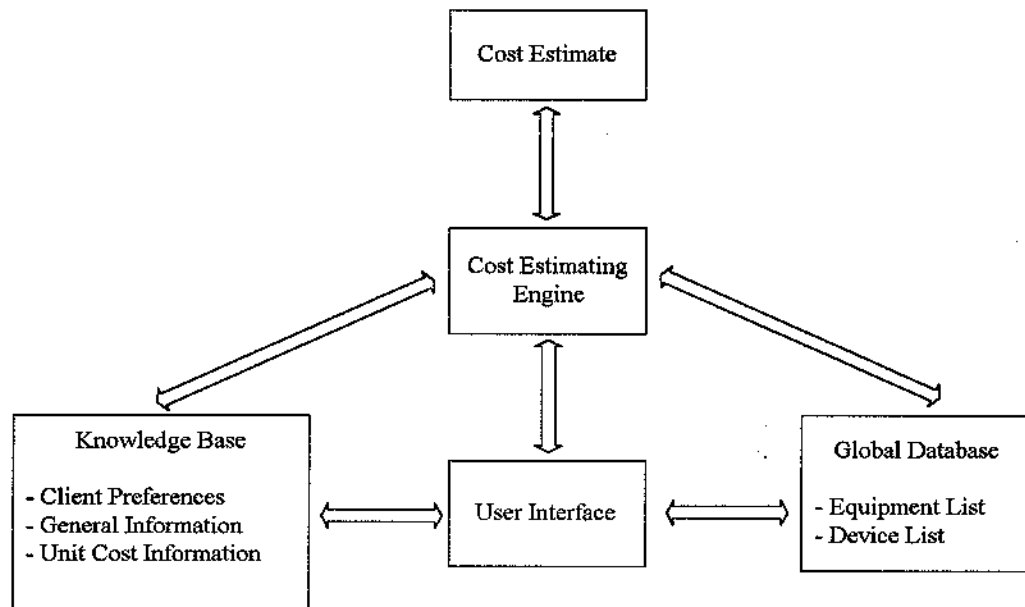 Cost Estimate
Cost Estimating
Engine
Knowledge Base
- Client Preferences
- General Information
- Unit Cost Information
User Interface
Global Database
- Equipment List
- Device List